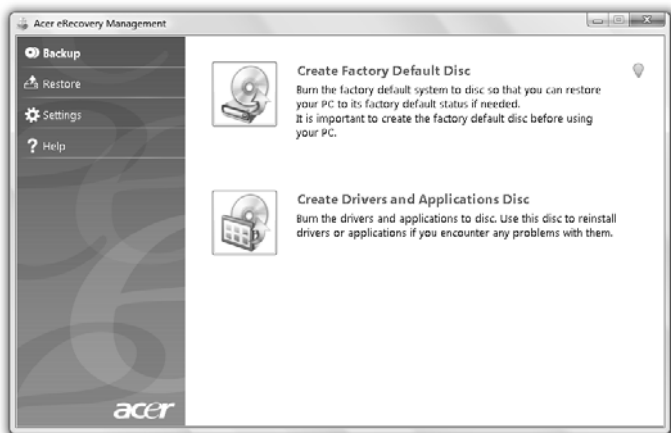 Acer eRecovery Management
Backup
Restore
Settings
Help
Create Factory Default Disc
Burn the factory default system to disc so that you can restore
your PC to its factory default status if needed.
It is important to create the factory default disc before using
your PC.
Create Drivers and Applications Disc
Burn the drivers and applications to disc. Use this disc to reinstall
drivers or applications if you encounter any problems with them.
acer